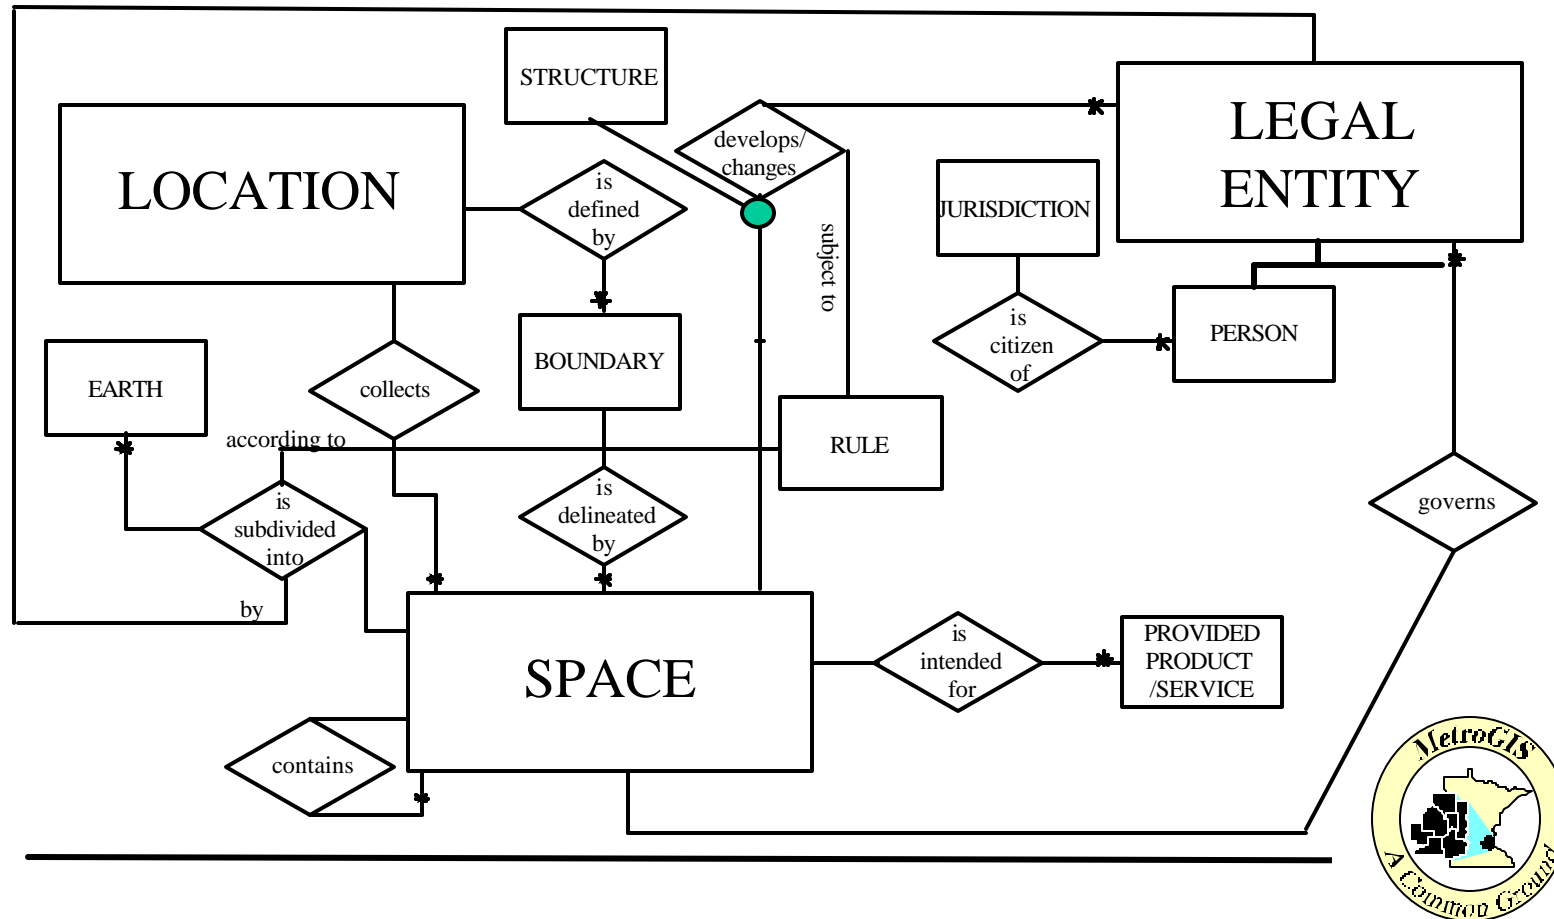 STRUCTURE
LEGAL
ENTITY
develops/
changes
LOCATION
is
defined
by
JURISDICTION
subject to
is
citizen
of
PERSON
BOUNDARY
EARTH
collects
according to
RULE
is
subdivided
into
is
delineated
by
governs
by
SPACE
is
intended
for
PROVIDED
PRODUCT
/SERVICE
contains
MetroGIS
A Common Ground